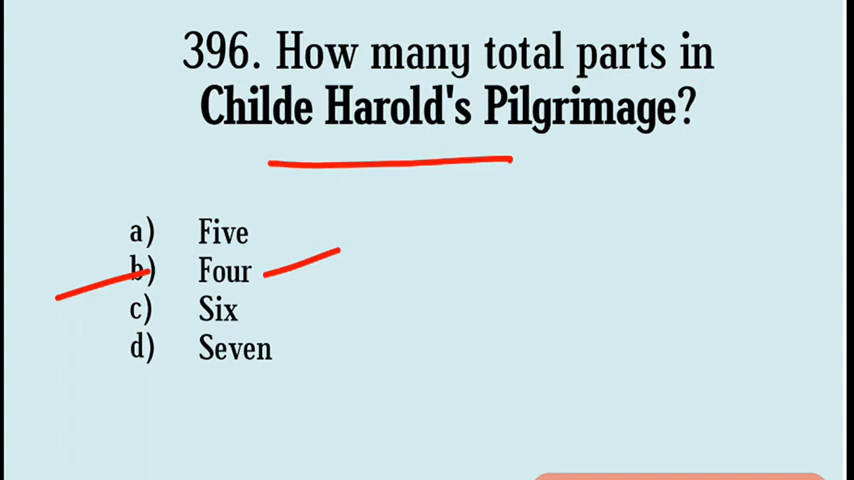 396. How many total parts in
Childe Harold's Pilgrimage?
a) Five
b) Four
c) Six
d) Seven